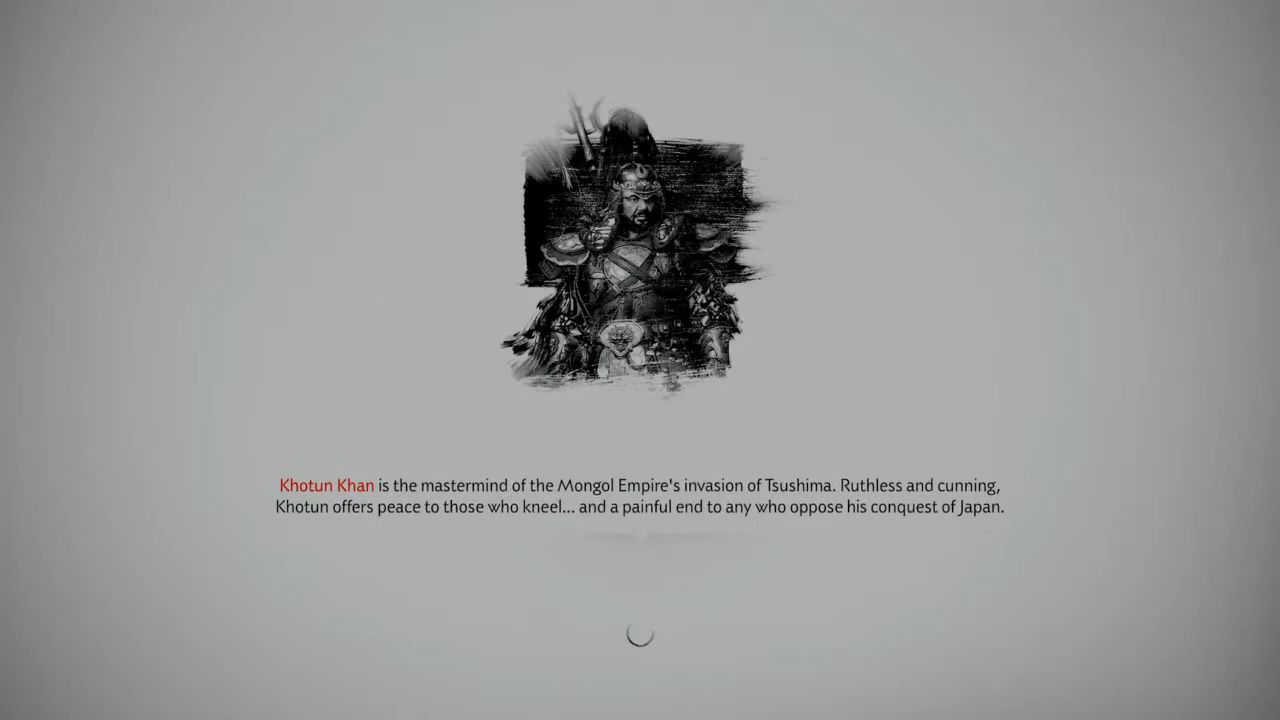 Khotun Khan is the mastermind of the Mongol Empire's invasion of Tsushima. Ruthless and cunning,
Khotun offers peace to those who kneel... and a painful end to any who oppose his conquest of Japan.